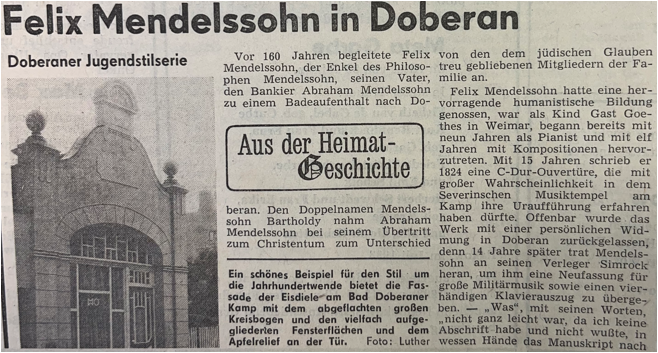 Felix Mendelssohn in Doberan
Doberaner Jugendstilserie
Vor 160 Jahren begleitete Felix
Mendelssohn, der Enkel des Philoso-
phen Mendelssohn, seinen Vater,
den Bankier Abraham Mendelssohn
zu einem Badeaufenthalt nach Do-
Aus der Heimat-
Geschichte
beran. Den Doppelnamen Mendels-
sohn Bartholdy nahm Abraham
Mendelssohn bei seinem Übertritt
zum Christentum zum Unterschied
von den dem jüdischen Glauben
treu gebliebenen Mitgliedern der Fa-
milie an.
Felix Mendelssohn hatte eine her-
vorragende humanistische Bildung
genossen, war als Kind Gast Goe-
thes in Weimar, begann bereits mit
neun Jahren als Pianist und mit elf
Jahren mit Kompositionen hervor-
zutreten. Mit 15 Jahren schrieb er
1824 eine C-Dur-Ouvertüre, die mit
großer Wahrscheinlichkeit in dem
Severinschen Musiktempel am
Kamp ihre Uraufführung erfahren
haben dürfte. Offenbar wurde das
Werk mit einer persönlichen Wid-
mung in Doberan zurückgelassen,
denn 14 Jahre später trat Mendels-
sohn an seinen Verleger Simrock
heran, um ihm eine Neufassung für
große Militärmusik sowie einen vier-
händigen Klavierauszug zu überge-
ben. — „Was", mit seinen Worten,
„nicht ganz leicht war, da ich keine
Abschrift habe und nicht wußte, in
wessen Hände das Manuskript nach
Ein schönes Beispiel für den Stil um
die Jahrhundertwende bietet die Fas-
sade der Eisdiele am Bad Doberaner
Kamp mit dem abgeflachten großen
Kreisbogen und den vielfach aufge-
gliederten Fensterflächen und dem
Apfelrelief an der Tür. Foto: Luther